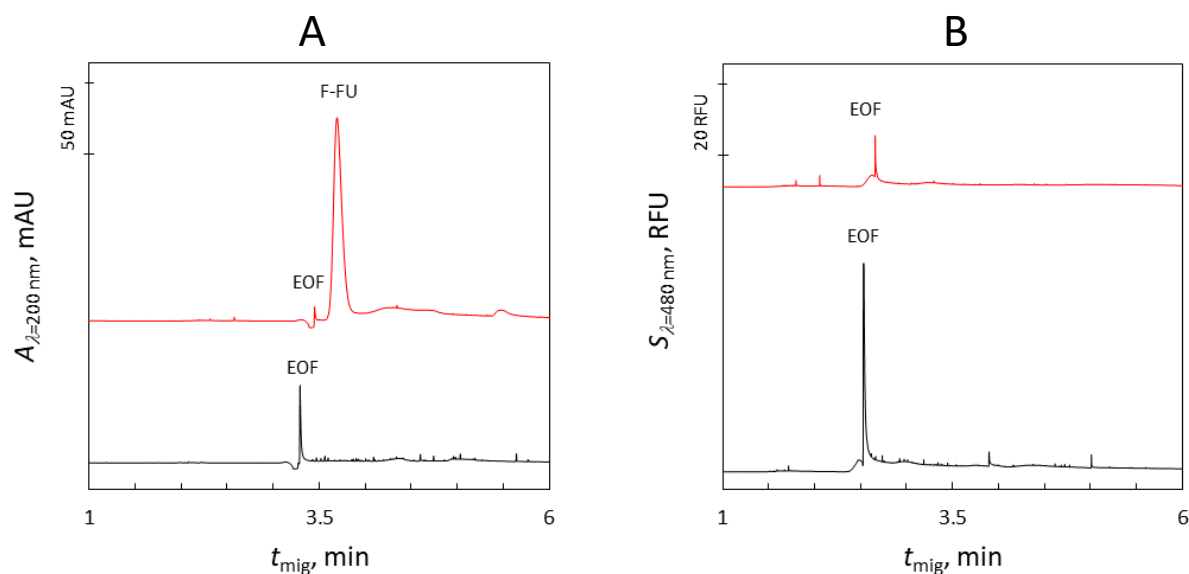 A
B
50 mAU
F-FU
EOF
EOF
Aλ=200 nm, mAU
1
3.5
6
tmig, min
20 RFU
EOF
EOF
Sλ=480 nm, RFU
1
3.5
6
tmig, min